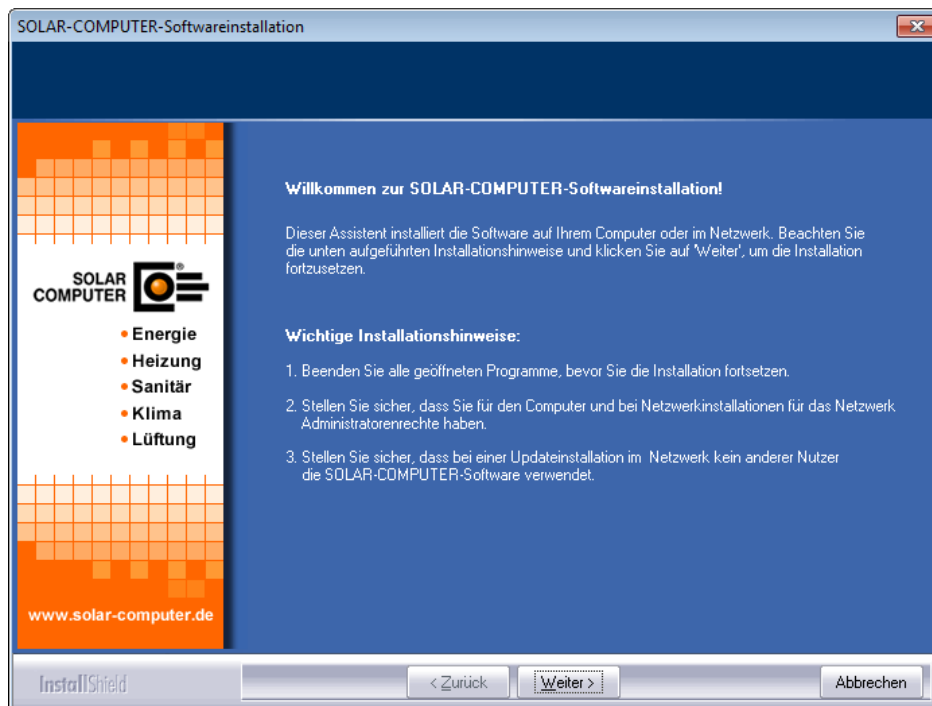 SOLAR-COMPUTER-Softwareinstallation
SOLAR
COMPUTER
®
• Energie
• Heizung
• Sanitär
• Klima
• Lüftung
www.solar-computer.de
Willkommen zur SOLAR-COMPUTER-Softwareinstallation!
Dieser Assistent installiert die Software auf Ihrem Computer oder im Netzwerk. Beachten Sie
die unten aufgeführten Installationshinweise und klicken Sie auf 'Weiter', um die Installation
fortzusetzen.
Wichtige Installationshinweise:
1. Beenden Sie alle geöffneten Programme, bevor Sie die Installation fortsetzen.
2. Stellen Sie sicher, dass Sie für den Computer und bei Netzwerkinstallationen für das Netzwerk
Administratorenrechte haben.
3. Stellen Sie sicher, dass bei einer Updateinstallation im Netzwerk kein anderer Nutzer
die SOLAR-COMPUTER-Software verwendet.
InstallShield
< Zurück
Weiter >
Abbrechen